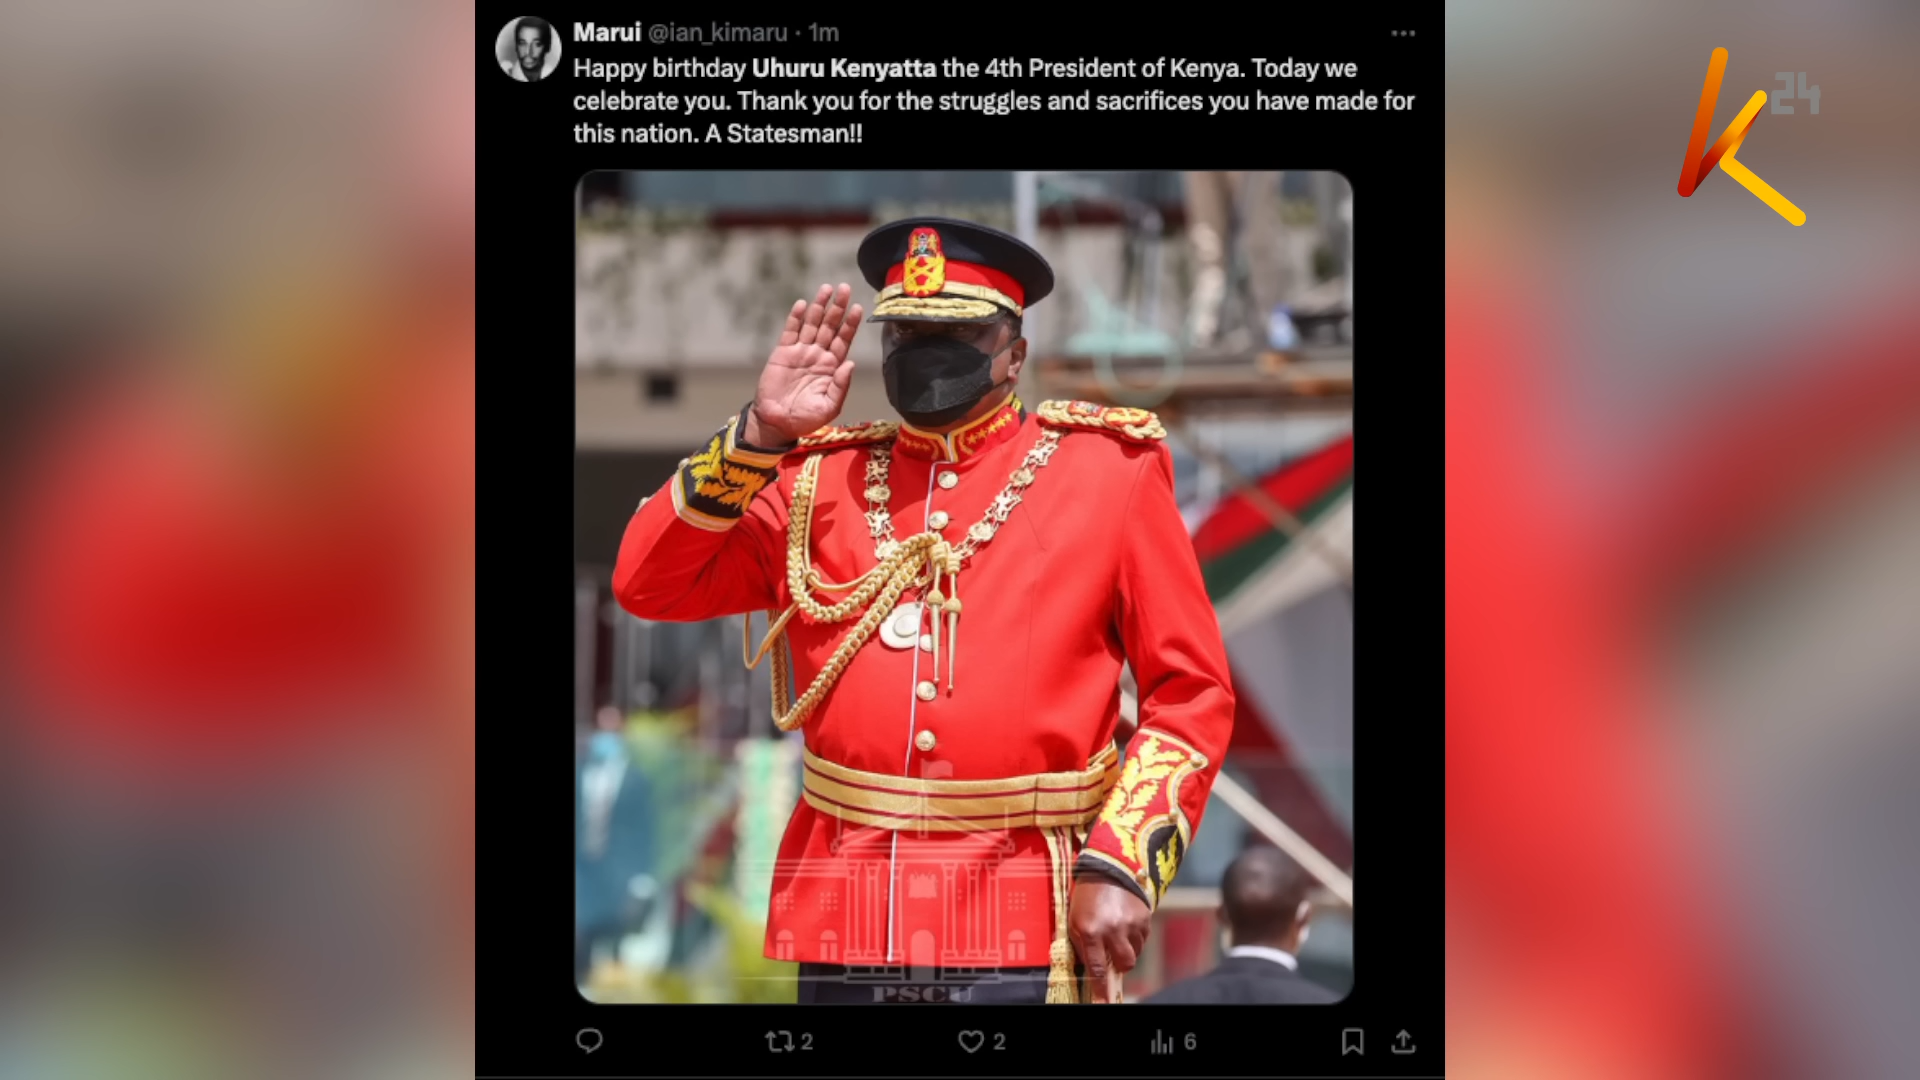 Marui @ian_kimaru · 1m
Happy birthday Uhuru Kenyatta the 4th President of Kenya. Today we
celebrate you. Thank you for the struggles and sacrifices you have made for
this nation. A Statesman!!
K24
PSCU
2 2 6